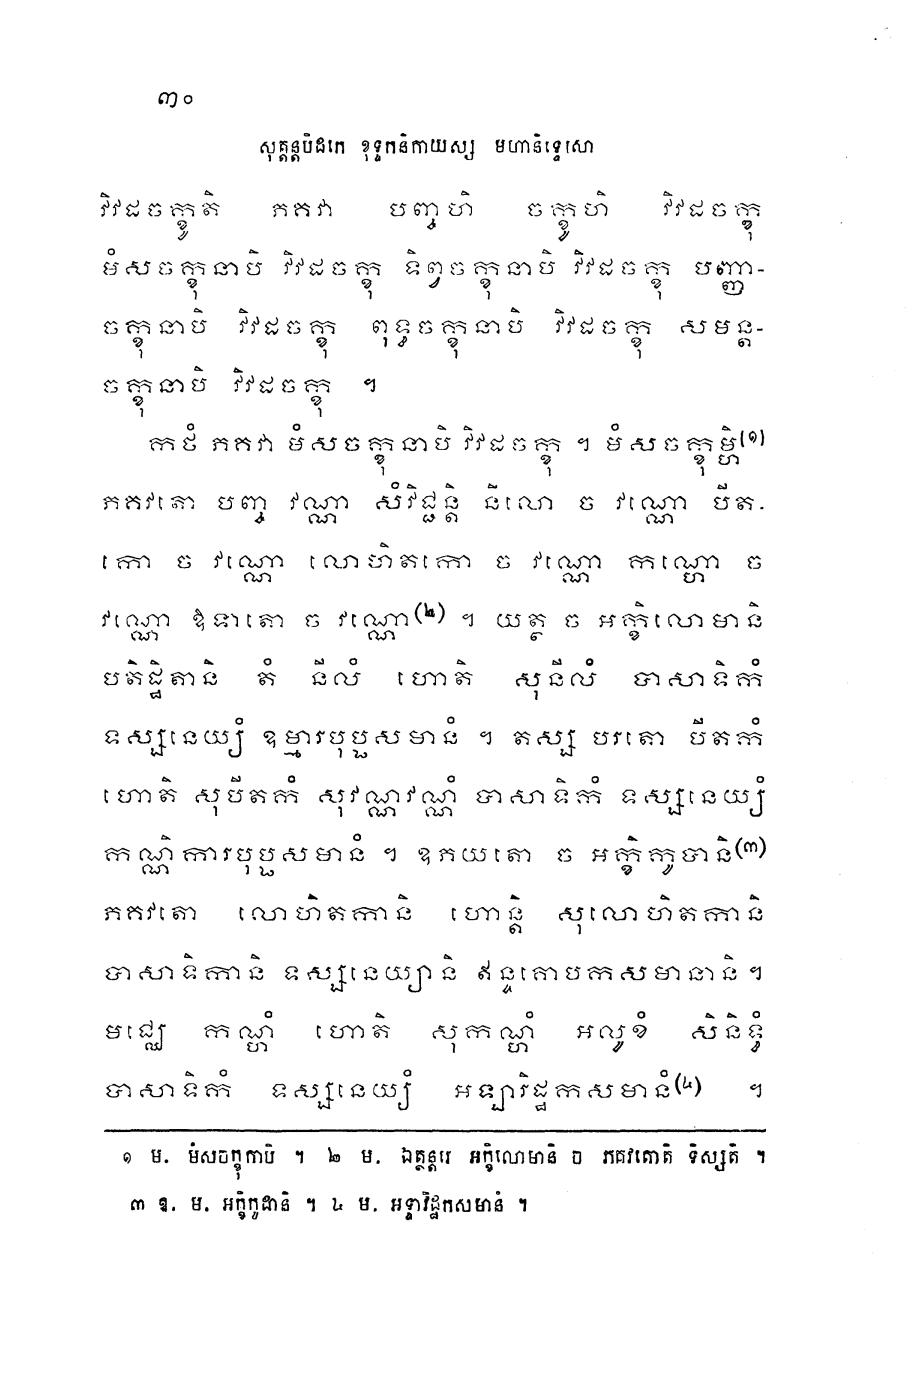 ៣០
សុត្តន្តបិដកេ ខុទ្ទកនិកាយស្ស មហានិទ្ទេសោ
វិវដចក្ខូតិ ភគវា បញ្ចហិ ចក្ខូហិ វិវដចក្ខុ
មំសចក្ខុនាបិ វិវដចក្ខុ ទិព្វចក្ខុនាបិ វិវដចក្ខុ បញ្ញា-
ចក្ខុនាបិ វិវដចក្ខុ ពុទ្ធចក្ខុនាបិ វិវដចក្ខុ សមន្ត-
ចក្ខុនាបិ វិវដចក្ខុ ។
កថំ ភគវា មំសចក្ខុនាបិ វិវដចក្ខុ ។ មំសចក្ខុម្ហិ(១)
ភគវតោ បញ្ច វណ្ណា សំវិជ្ជន្តិ នីលោ ច វណ្ណោ បីត-
កោ ច វណ្ណោ លោហិតកោ ច វណ្ណោ កណ្ហោ ច
វណ្ណោ ឱទាតោ ច វណ្ណោ(២) ។ យត្ថ ច អក្ខិលោមានិ
បតិដ្ឋិតានិ តំ នីលំ ហោតិ សុនីលំ បាសាទិកំ
ទស្សនេយ្យំ ឧម្មារបុប្ផសមានំ ។ តស្ស បរតោ បីតកំ
ហោតិ សុបីតកំ សុវណ្ណវណ្ណំ បាសាទិកំ ទស្សនេយ្យំ
កណ្ណិការបុប្ផសមានំ ។ ឧភយតោ ច អក្ខិកូបានិ(៣)
ភគវតោ លោហិតកានិ ហោន្តិ សុលោហិតកានិ
បាសាទិកានិ ទស្សនេយ្យានិ ឥន្ទគោបកសមានានិ ។
មជ្ឈេ កណ្ហំ ហោតិ សុកណ្ហំ អលូខំ សិនិទ្ធំ
បាសាទិកំ ទស្សនេយ្យំ អឡារិដ្ឋកសមានំ(៤) ។
១ ម. មំសចក្ខុកាបិ ។ ២ ម. ឯត្ថន្តរេ អក្ខិលោមានិ ច ភគវតោតិ ទិស្សតិ ។
៣ ឱ. ម. អក្ខិកូដានិ ។ ៤ ម. អទ្ទារិដ្ឋកសមានំ ។